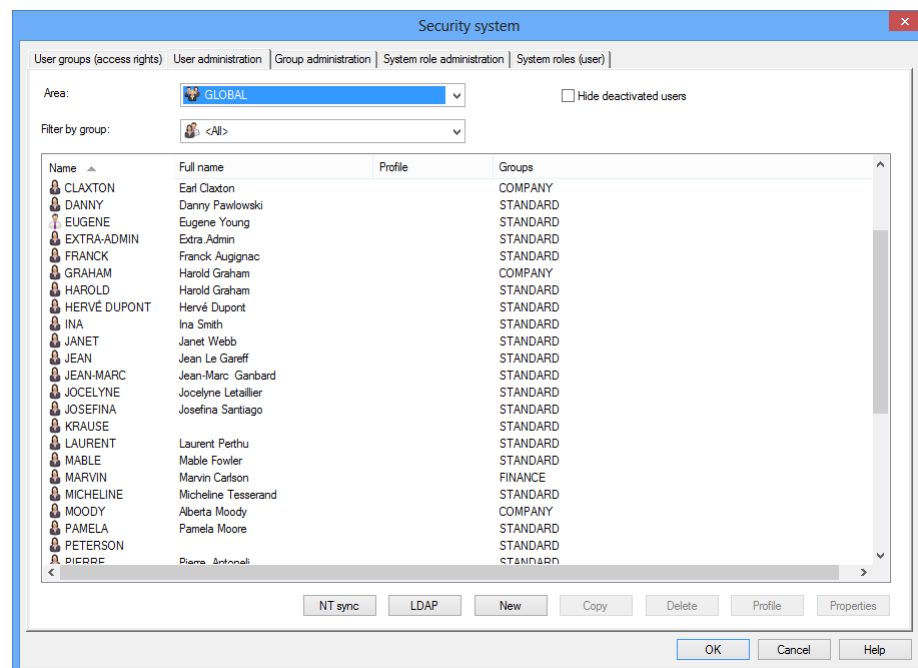 Security system
User groups (access rights) User administration Group administration System role administration System roles (user)
Area: GLOBAL Hide deactivated users
Filter by group: <All>
Name Full name Profile Groups
CLAXTON Earl Claxton COMPANY
DANNY Danny Pawlowski STANDARD
EUGENE Eugene Young STANDARD
EXTRA-ADMIN Extra.Admin STANDARD
FRANCK Franck Augignac STANDARD
GRAHAM Harold Graham COMPANY
HAROLD Harold Graham STANDARD
HERVÉ DUPONT Hervé Dupont STANDARD
INA Ina Smith STANDARD
JANET Janet Webb STANDARD
JEAN Jean Le Gareff STANDARD
JEAN-MARC Jean-Marc Ganbard STANDARD
JOCELYNE Jocelyne Letaillier STANDARD
JOSEFINA Josefina Santiago STANDARD
KRAUSE STANDARD
LAURENT Laurent Perthu STANDARD
MABLE Mable Fowler STANDARD
MARVIN Marvin Carlson FINANCE
MICHELINE Micheline Tesserand STANDARD
MOODY Alberta Moody COMPANY
PAMELA Pamela Moore STANDARD
PETERSON STANDARD
PIERRE Pierre Antoneli STANDARD
NT sync LDAP New Copy Delete Profile Properties
OK Cancel Help